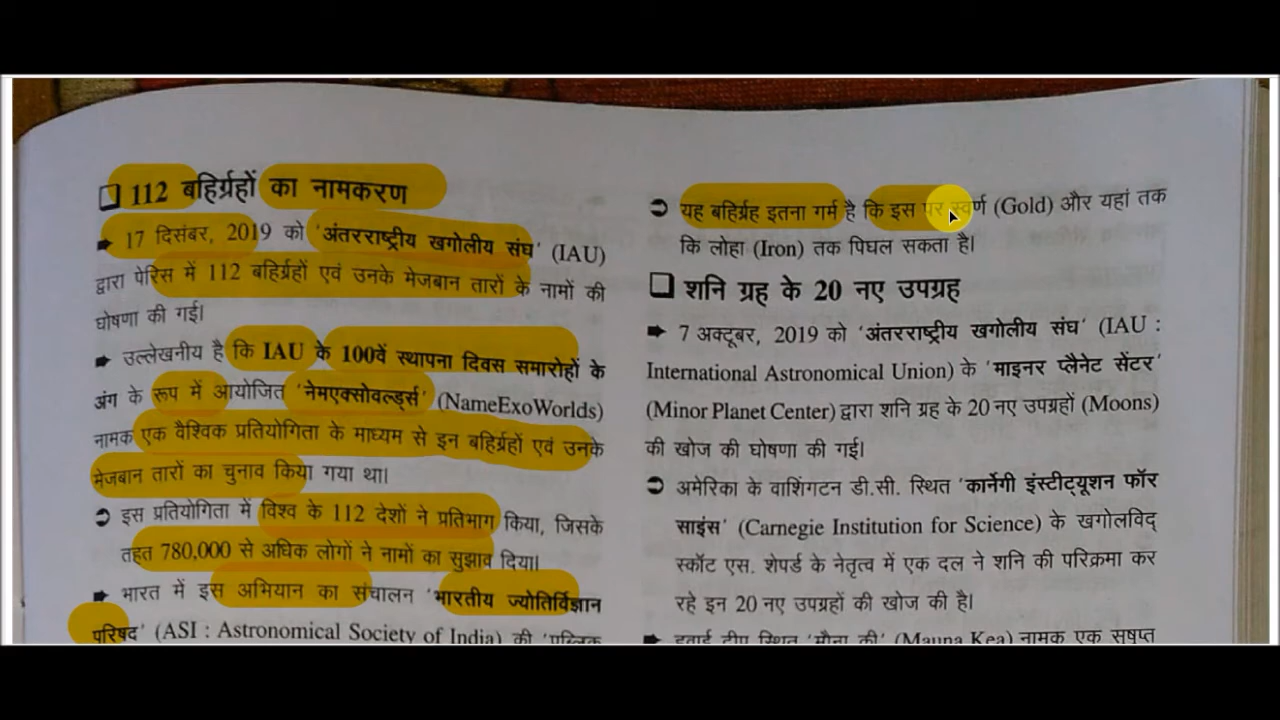 112 बहिर्ग्रहों का नामकरण
17 दिसंबर, 2019 को 'अंतरराष्ट्रीय खगोलीय संघ' (IAU)
द्वारा पेरिस में 112 बहिर्ग्रहों एवं उनके मेजबान तारों के नामों की
घोषणा की गई।
उल्लेखनीय है कि IAU के 100वें स्थापना दिवस समारोहों के
अंग के रूप में आयोजित 'नेमएक्सोवर्ल्ड्स' (NameExoWorlds)
नामक एक वैश्विक प्रतियोगिता के माध्यम से इन बहिर्ग्रहों एवं उनके
मेजबान तारों का चुनाव किया गया था।
इस प्रतियोगिता में विश्व के 112 देशों ने प्रतिभाग किया, जिसके
तहत 780,000 से अधिक लोगों ने नामों का सुझाव दिया।
भारत में इस अभियान का संचालन 'भारतीय ज्योतिर्विज्ञान
परिषद' (ASI : Astronomical Society of India) की 'पब्लिक
यह बहिर्ग्रह इतना गर्म है कि इस पर स्वर्ण (Gold) और यहां तक
कि लोहा (Iron) तक पिघल सकता है।
शनि ग्रह के 20 नए उपग्रह
7 अक्टूबर, 2019 को 'अंतरराष्ट्रीय खगोलीय संघ' (IAU :
International Astronomical Union) के 'माइनर प्लैनेट सेंटर'
(Minor Planet Center) द्वारा शनि ग्रह के 20 नए उपग्रहों (Moons)
की खोज की घोषणा की गई।
अमेरिका के वाशिंगटन डी.सी. स्थित 'कार्नेगी इंस्टीट्यूशन फॉर
साइंस' (Carnegie Institution for Science) के खगोलविद्
स्कॉट एस. शेपर्ड के नेतृत्व में एक दल ने शनि की परिक्रमा कर
रहे इन 20 नए उपग्रहों की खोज की है।
हवाई द्वीप स्थित 'मौना की' (Mauna Kea) नामक एक सुषुप्त